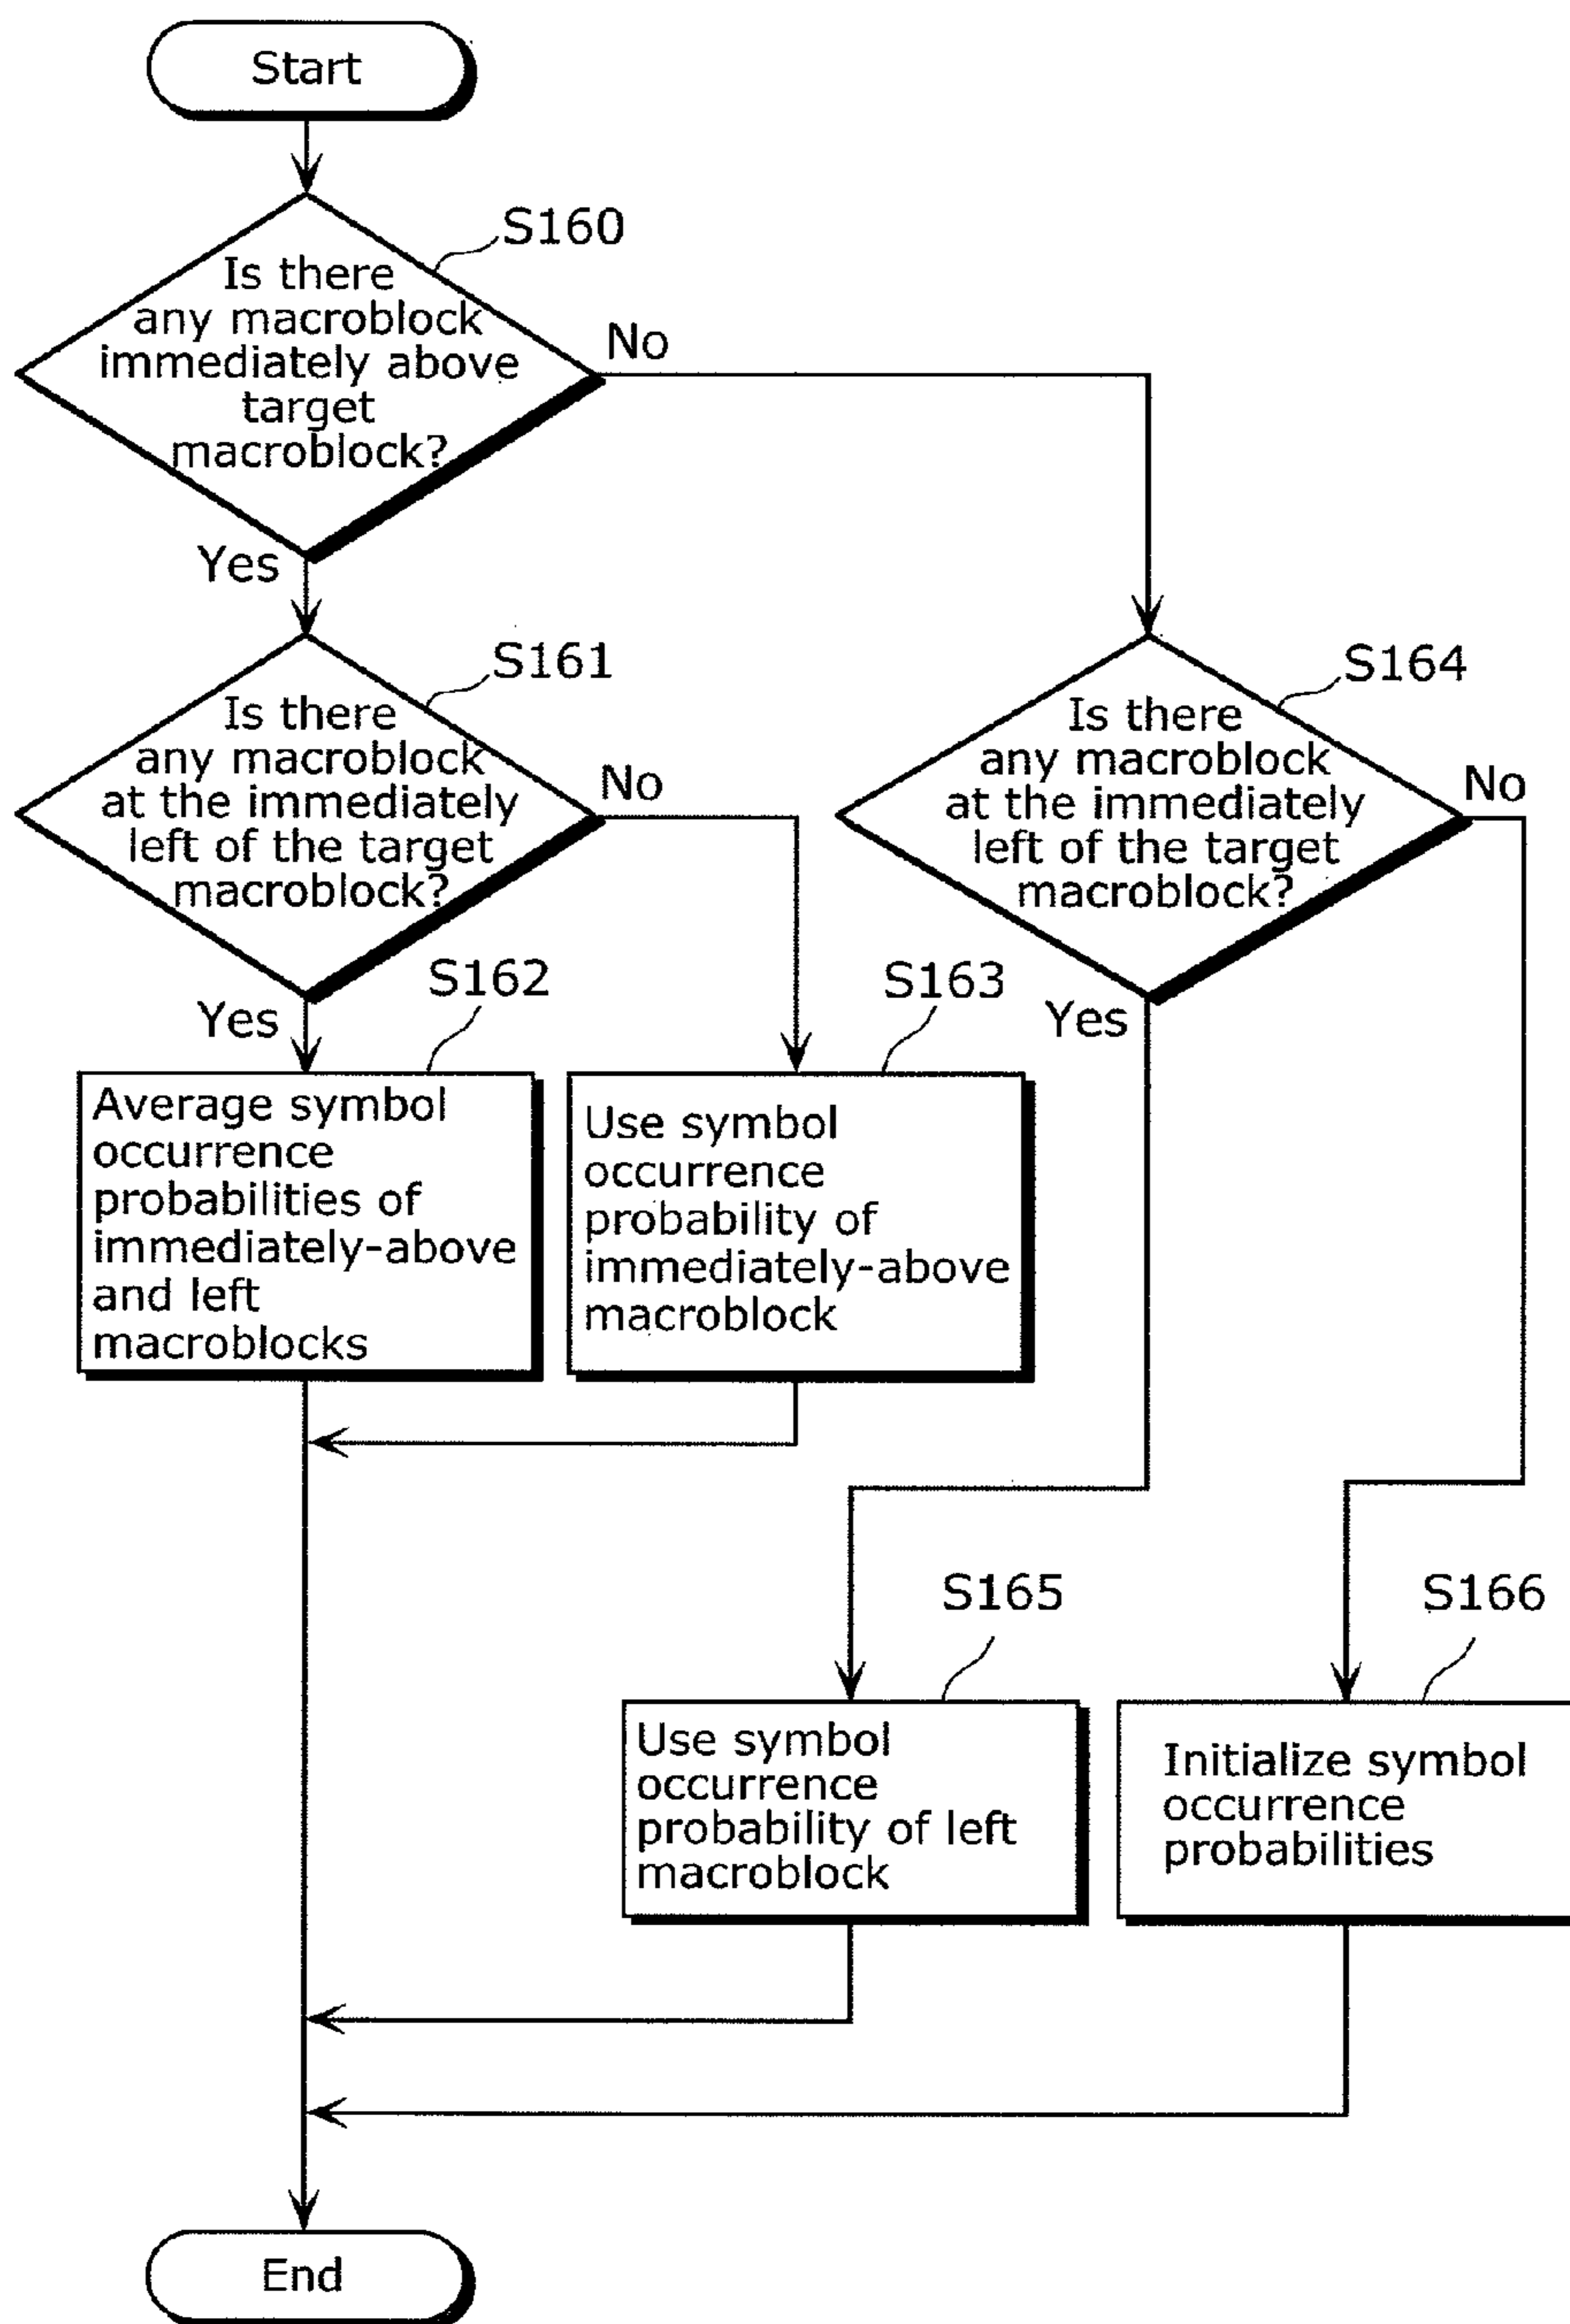 Start
S160
Is there
any macroblock
immediately above
target
macroblock?
No
Yes
S161
Is there
any macroblock
at the immediately
left of the target
macroblock?
No
S164
Is there
any macroblock
at the immediately
left of the target
macroblock?
No
Yes
S162
Average symbol
occurrence
probabilities of
immediately-above
and left
macroblocks
S163
Use symbol
occurrence
probability of
immediately-above
macroblock
Yes
S165
Use symbol
occurrence
probability of left
macroblock
S166
Initialize symbol
occurrence
probabilities
End